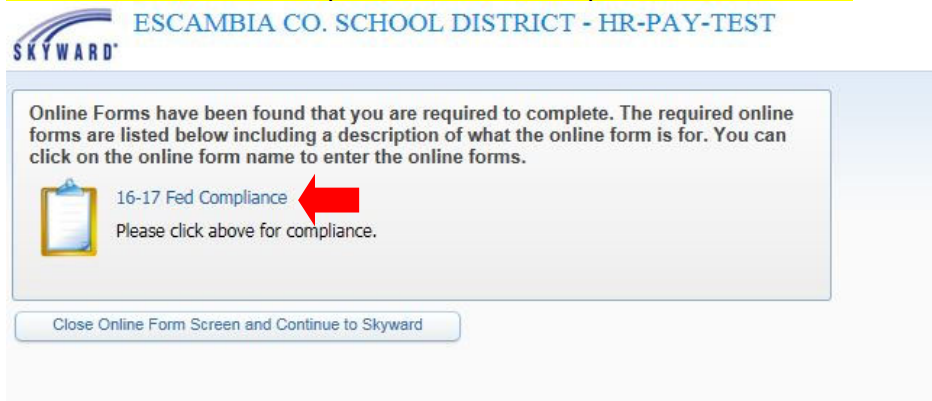 ESCAMBIA CO. SCHOOL DISTRICT - HR-PAY-TEST
SKYWARD
Online Forms have been found that you are required to complete. The required online
forms are listed below including a description of what the online form is for. You can
click on the online form name to enter the online forms.
16-17 Fed Compliance
Please click above for compliance.
Close Online Form Screen and Continue to Skyward